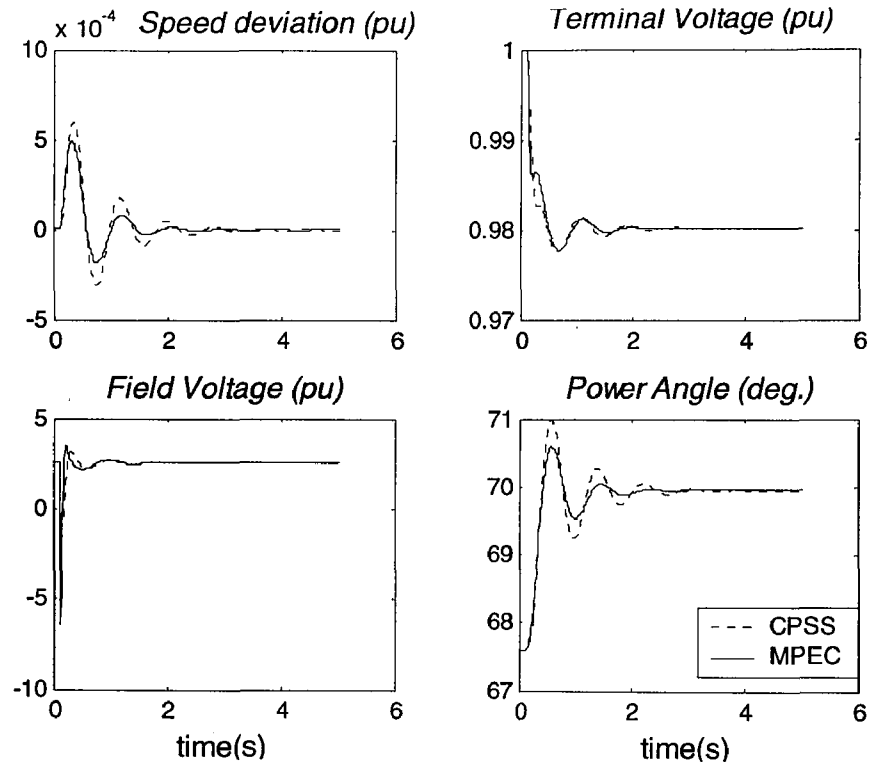 x 10-4 Speed deviation (pu)
10
5
0
-5
0 2 4 6
Terminal Voltage (pu)
1
0.99
0.98
0.97
0 2 4 6
Field Voltage (pu)
5
0
-5
-10
0 2 4 6
time(s)
Power Angle (deg.)
71
70
69
68
67
0 2 4 6
time(s)
CPSS
MPEC